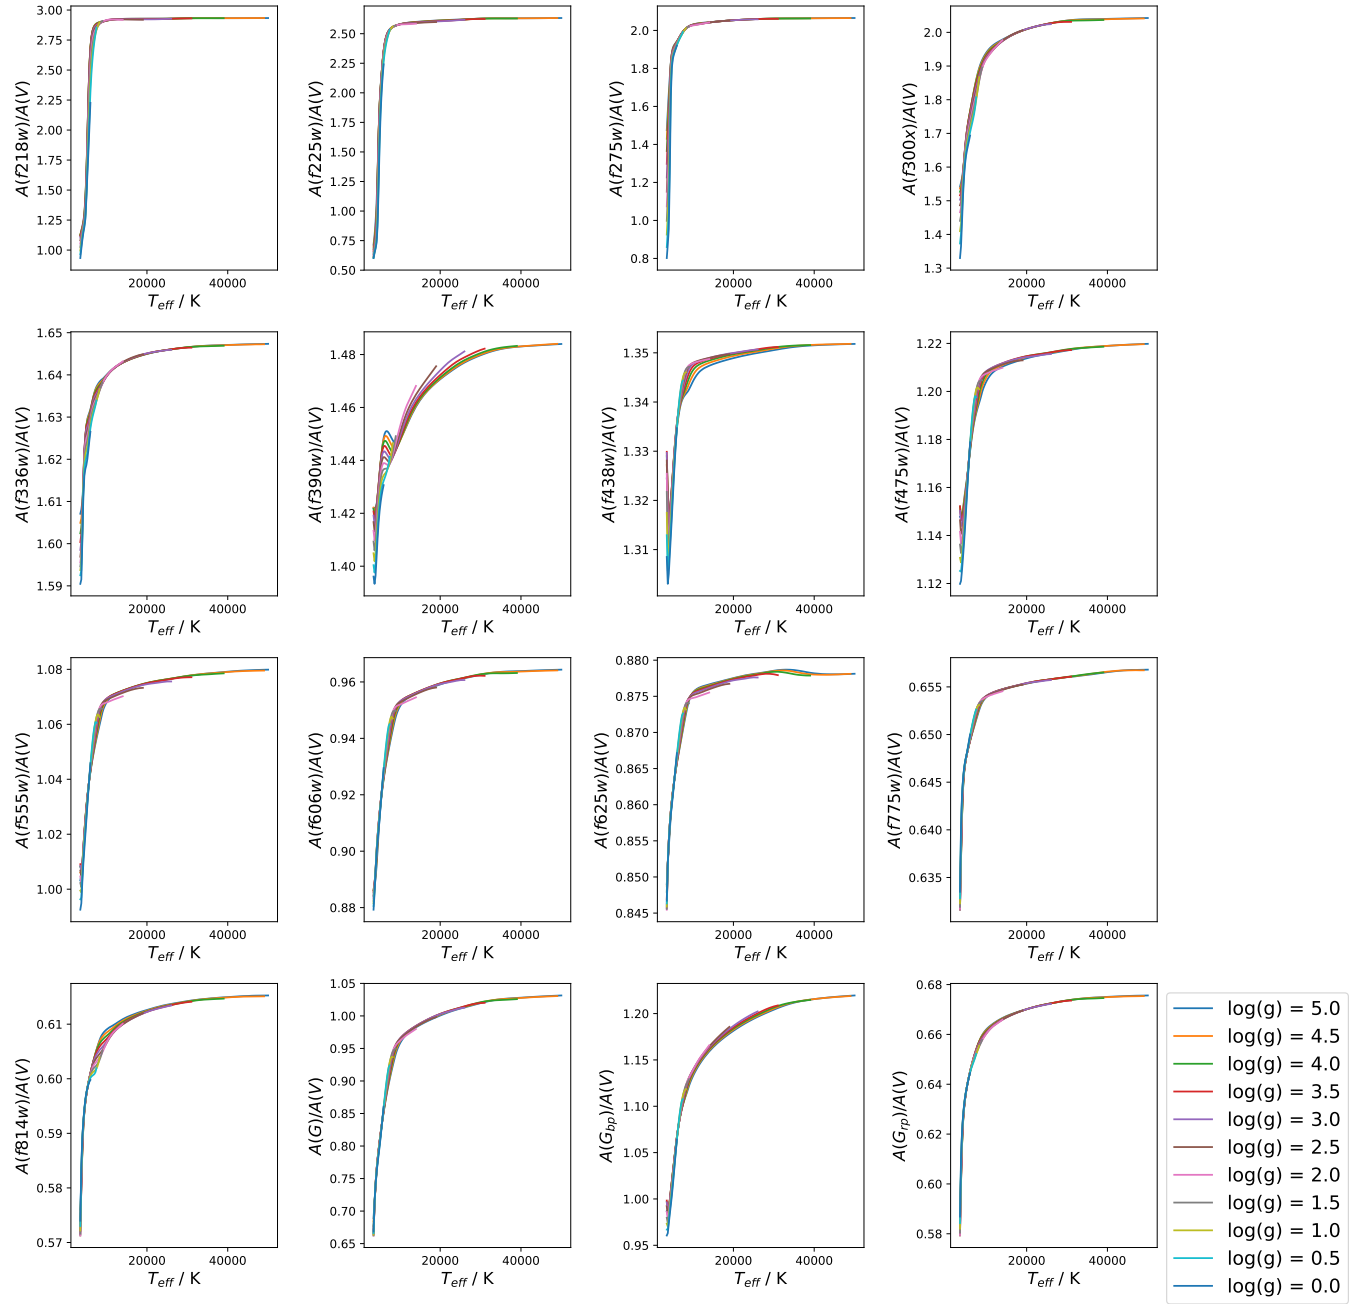 A(f218w)/A(V)
3.00
2.75
2.50
2.25
2.00
1.75
1.50
1.25
1.00
20000 40000
T_eff / K
A(f225w)/A(V)
2.50
2.25
2.00
1.75
1.50
1.25
1.00
0.75
0.50
20000 40000
T_eff / K
A(f275w)/A(V)
2.0
1.8
1.6
1.4
1.2
1.0
0.8
20000 40000
T_eff / K
A(f300x)/A(V)
2.0
1.9
1.8
1.7
1.6
1.5
1.4
1.3
20000 40000
T_eff / K
A(f336w)/A(V)
1.65
1.64
1.63
1.62
1.61
1.60
1.59
20000 40000
T_eff / K
A(f390w)/A(V)
1.48
1.46
1.44
1.42
1.40
20000 40000
T_eff / K
A(f438w)/A(V)
1.35
1.34
1.33
1.32
1.31
20000 40000
T_eff / K
A(f475w)/A(V)
1.22
1.20
1.18
1.16
1.14
1.12
20000 40000
T_eff / K
A(f555w)/A(V)
1.08
1.06
1.04
1.02
1.00
20000 40000
T_eff / K
A(f606w)/A(V)
0.96
0.94
0.92
0.90
0.88
20000 40000
T_eff / K
A(f625w)/A(V)
0.880
0.875
0.870
0.865
0.860
0.855
0.850
0.845
20000 40000
T_eff / K
A(f775w)/A(V)
0.655
0.650
0.645
0.640
0.635
20000 40000
T_eff / K
A(f814w)/A(V)
0.61
0.60
0.59
0.58
0.57
20000 40000
T_eff / K
A(G)/A(V)
1.05
1.00
0.95
0.90
0.85
0.80
0.75
0.70
0.65
20000 40000
T_eff / K
A(G_bp)/A(V)
1.20
1.15
1.10
1.05
1.00
0.95
20000 40000
T_eff / K
A(G_rp)/A(V)
0.68
0.66
0.64
0.62
0.60
0.58
20000 40000
T_eff / K
log(g) = 5.0
log(g) = 4.5
log(g) = 4.0
log(g) = 3.5
log(g) = 3.0
log(g) = 2.5
log(g) = 2.0
log(g) = 1.5
log(g) = 1.0
log(g) = 0.5
log(g) = 0.0